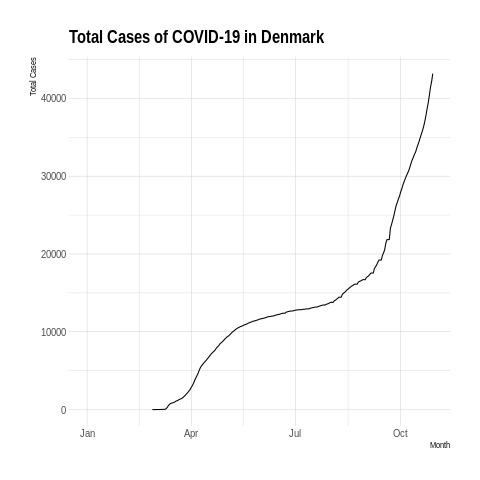 Total Cases of COVID-19 in Denmark
Total Cases
40000
30000
20000
10000
0
Jan Apr Jul Oct
Month